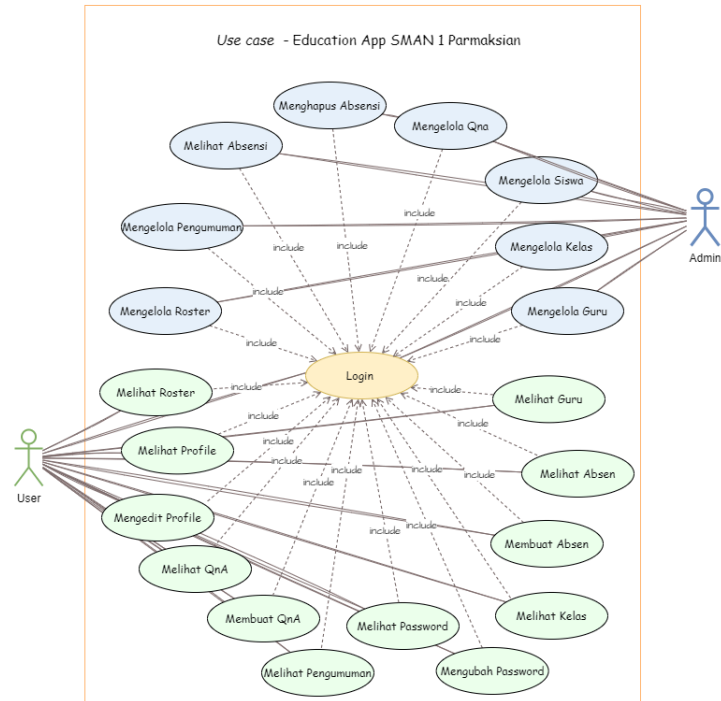 Use case - Education App SMAN 1 Parmaksian
Menghapus Absensi
Mengelola Qna
Melihat Absensi
Mengelola Siswa
include
Mengelola Pengumuman
Admin
include
include
Mengelola Kelas
include
include
include
Mengelola Roster
Mengelola Guru
include
include
Login
Melihat Roster
include
include
Melihat Guru
include
include
User
Melihat Profile
include
include
include
include
Melihat Absen
include
include
Mengedit Profile
include
include
Membuat Absen
Melihat QnA
Membuat QnA
Melihat Password
Melihat Kelas
Melihat Pengumuman
Mengubah Password